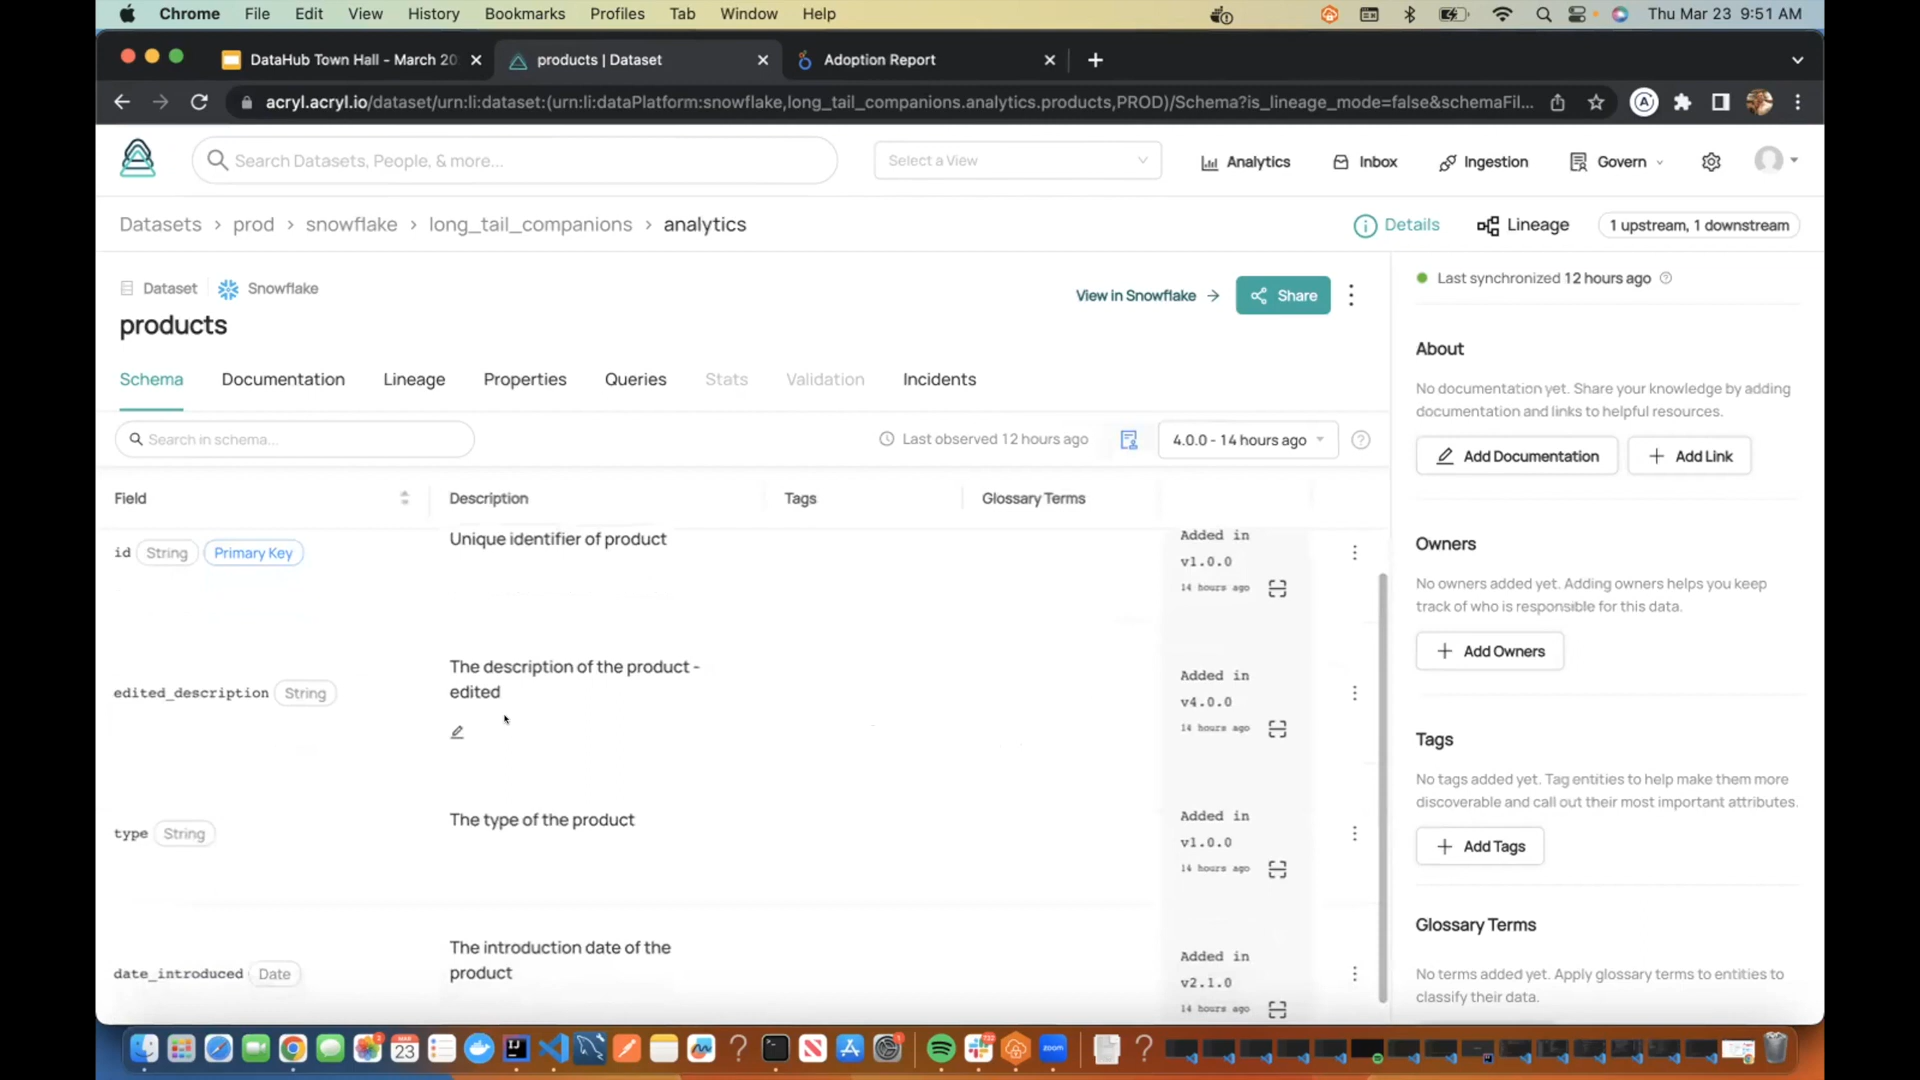 Chrome File Edit View History Bookmarks Profiles Tab Window Help Thu Mar 23 9:51 AM
DataHub Town Hall - March 20 products | Dataset Adoption Report
acryl.acryl.io/dataset/urn:li:dataset:(urn:li:dataPlatform:snowflake,long_tail_companions.analytics.products,PROD)/Schema?is_lineage_mode=false&schemaFil...
Search Datasets, People, & more... Select a View Analytics Inbox Ingestion Govern
Datasets > prod > snowflake > long_tail_companions > analytics Details Lineage 1 upstream, 1 downstream
Dataset Snowflake View in Snowflake → Share
products
Schema Documentation Lineage Properties Queries Stats Validation Incidents
Search in schema... Last observed 12 hours ago 4.0.0 - 14 hours ago
Field Description Tags Glossary Terms
id String Primary Key
Unique identifier of product
Added in
v1.0.0
14 hours ago
edited_description String
The description of the product -
edited
Added in
v4.0.0
14 hours ago
type String
The type of the product
Added in
v1.0.0
14 hours ago
date_introduced Date
The introduction date of the
product
Added in
v2.1.0
14 hours ago
Last synchronized 12 hours ago
About
No documentation yet. Share your knowledge by adding
documentation and links to helpful resources.
Add Documentation + Add Link
Owners
No owners added yet. Adding owners helps you keep
track of who is responsible for this data.
+ Add Owners
Tags
No tags added yet. Tag entities to help make them more
discoverable and call out their most important attributes.
+ Add Tags
Glossary Terms
No terms added yet. Apply glossary terms to entities to
classify their data.
23
zoom